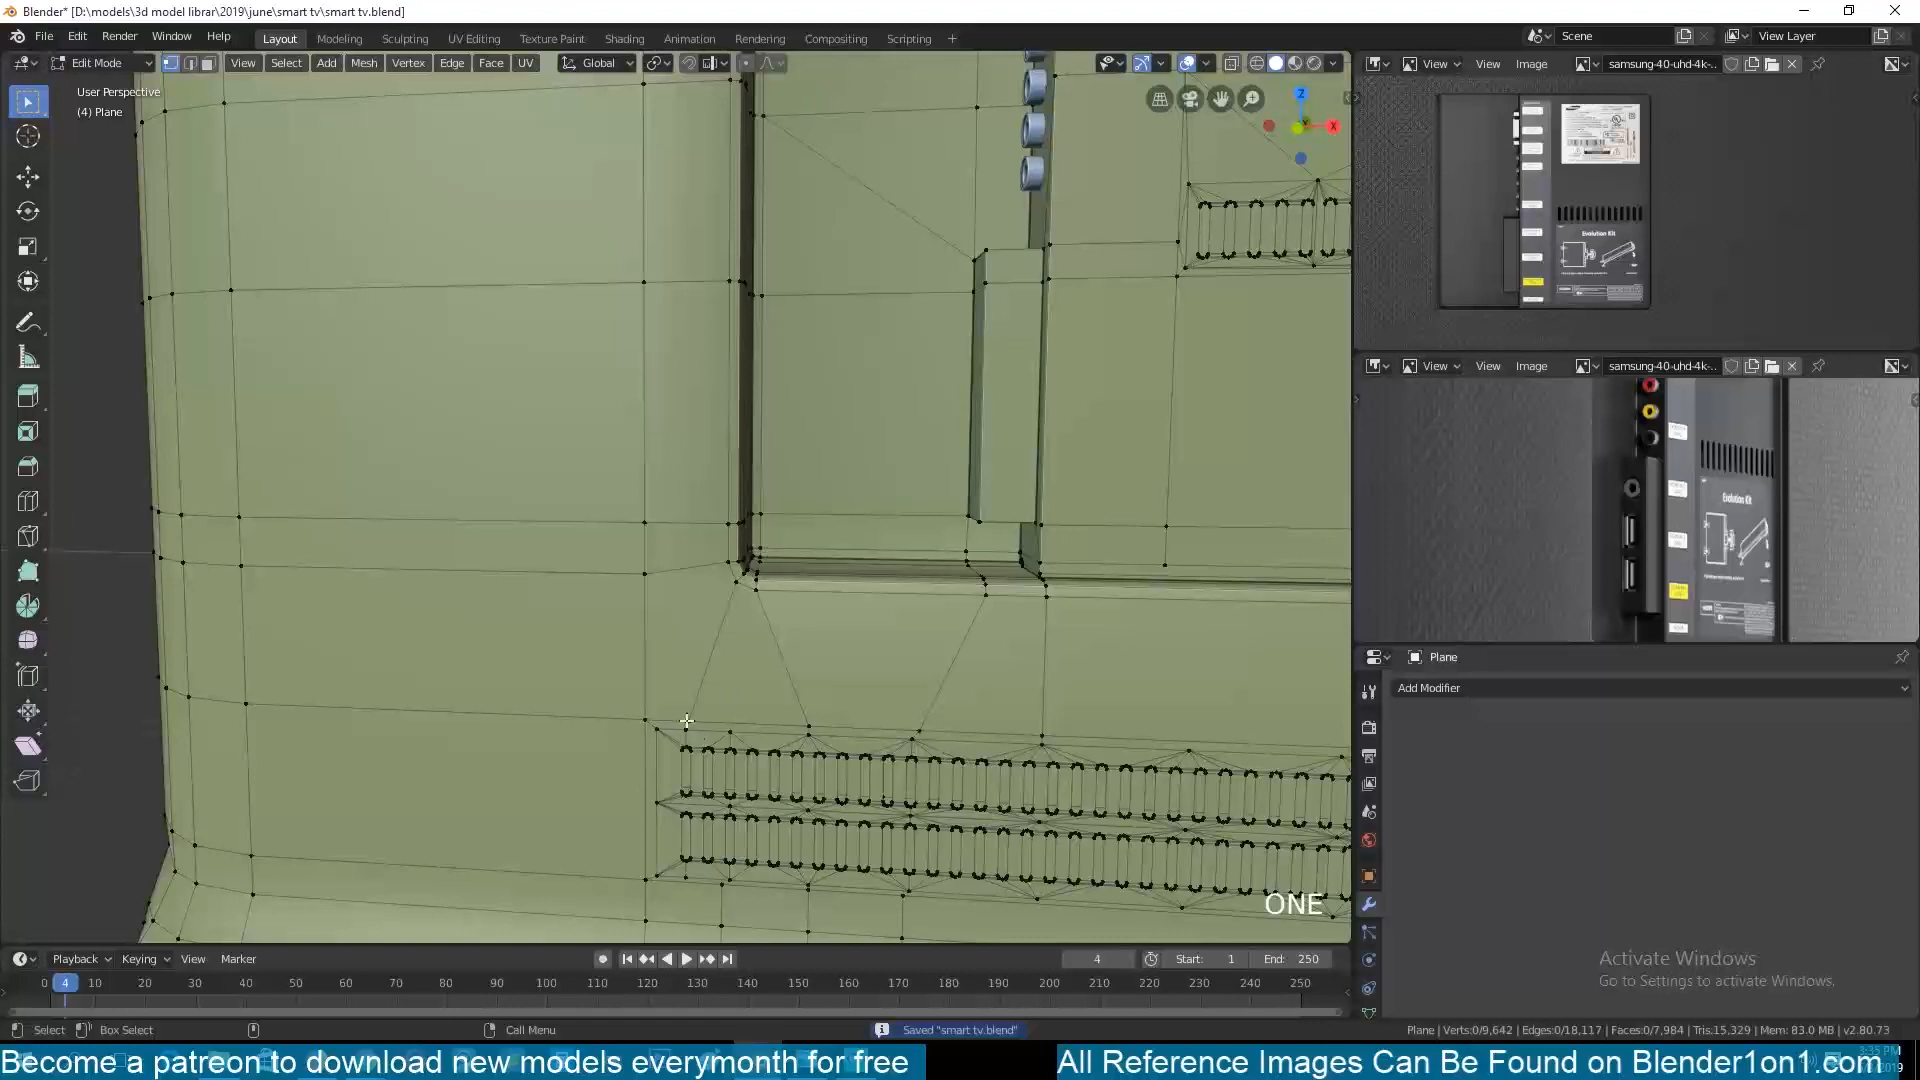 Blender* [D:\models\3d model librar\2019\june\smart tv\smart tv.blend]
File Edit Render Window Help
Layout Modeling Sculpting UV Editing Texture Paint Shading Animation Rendering Compositing Scripting +
Scene View Layer
Edit Mode View Select Add Mesh Vertex Edge Face UV Global
View View Image samsung-40-uhd-4k-..
User Perspective
(4) Plane
Z
X
Evolution Kit
View View Image samsung-40-uhd-4k-..
Evolution Kit
Plane
Add Modifier
ONE
Activate Windows
Go to Settings to activate Windows.
Playback Keying View Marker 4 Start: 1 End: 250
0 4 10 20 30 40 50 60 70 80 90 100 110 120 130 140 150 160 170 180 190 200 210 220 230 240 250
Select Box Select Call Menu Saved "smart tv.blend" Plane | Verts:0/9,642 | Edges:0/18,117 | Faces:0/7,984 | Tris:15,329 | Mem: 83.0 MB | v2.80.73
Become a patreon to download new models everymonth for free
All Reference Images Can Be Found on Blender1on1.com